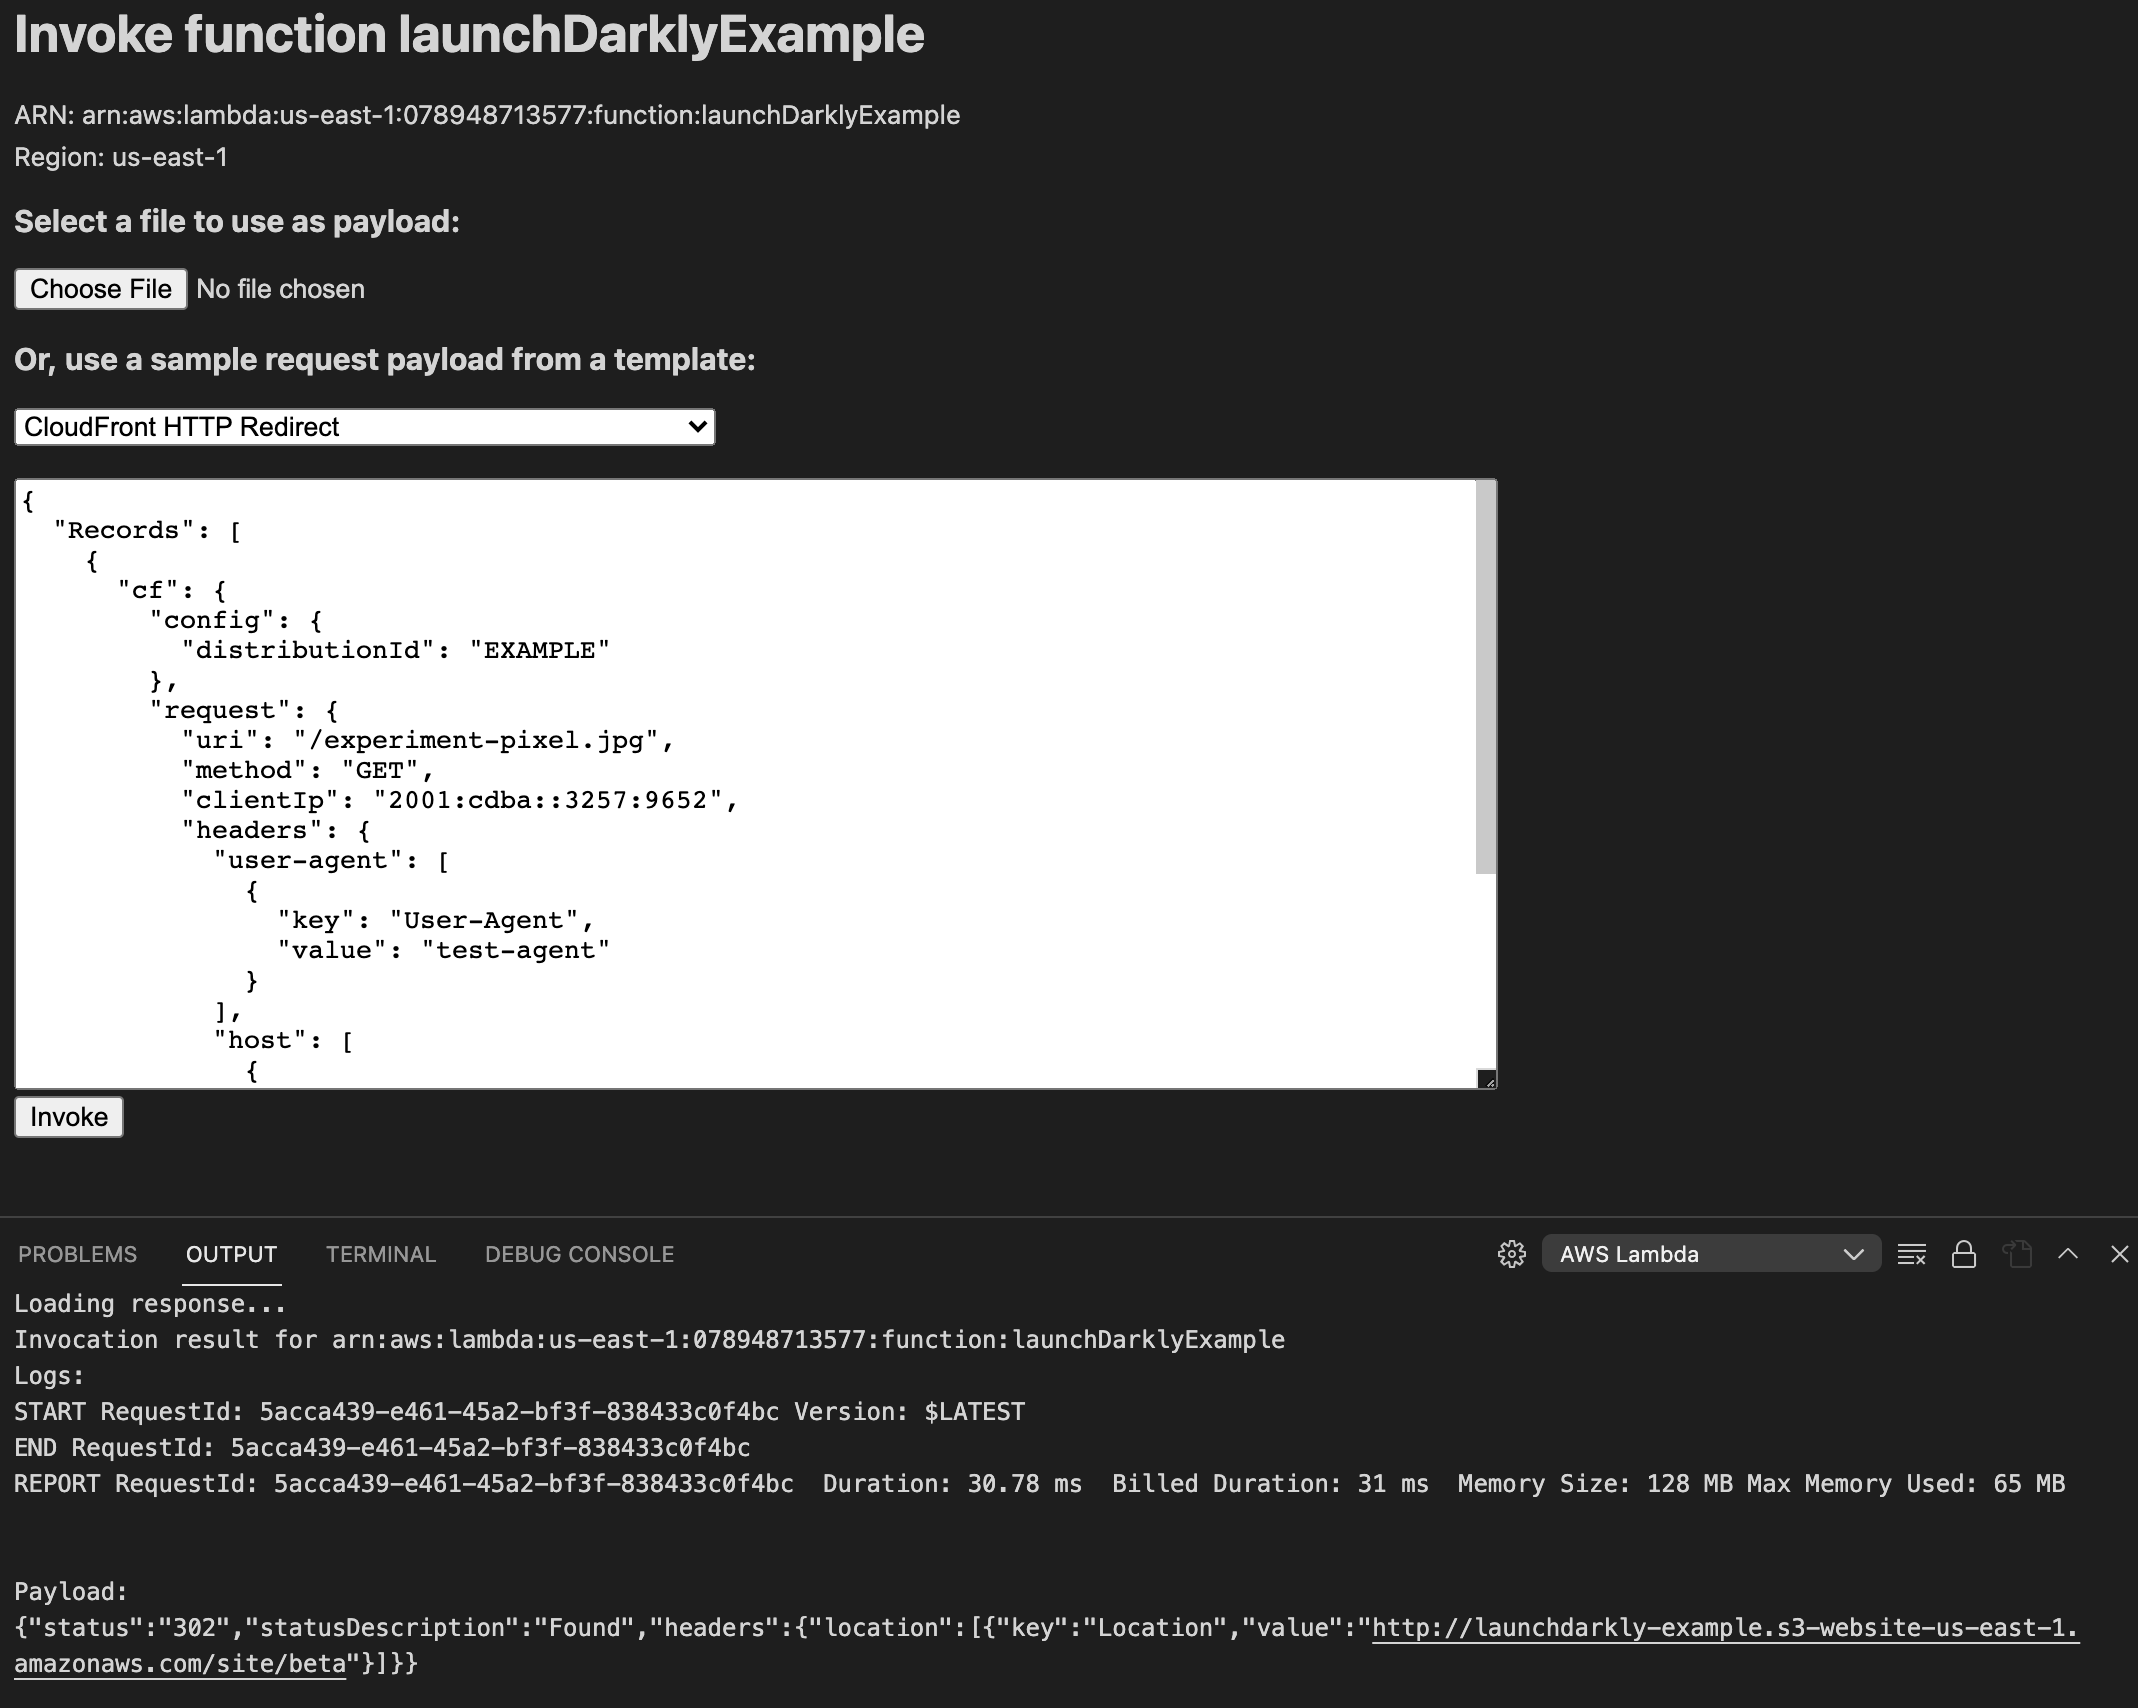 Invoke function launchDarklyExample
ARN: arn:aws:lambda:us-east-1:078948713577:function:launchDarklyExample
Region: us-east-1
Select a file to use as payload:
Choose File No file chosen
Or, use a sample request payload from a template:
CloudFront HTTP Redirect
{
  "Records": [
    {
      "cf": {
        "config": {
          "distributionId": "EXAMPLE"
        },
        "request": {
          "uri": "/experiment-pixel.jpg",
          "method": "GET",
          "clientIp": "2001:cdba::3257:9652",
          "headers": {
            "user-agent": [
              {
                "key": "User-Agent",
                "value": "test-agent"
              }
            ],
            "host": [
              {
Invoke
PROBLEMS OUTPUT TERMINAL DEBUG CONSOLE AWS Lambda
Loading response...
Invocation result for arn:aws:lambda:us-east-1:078948713577:function:launchDarklyExample
Logs:
START RequestId: 5acca439-e461-45a2-bf3f-838433c0f4bc Version: $LATEST
END RequestId: 5acca439-e461-45a2-bf3f-838433c0f4bc
REPORT RequestId: 5acca439-e461-45a2-bf3f-838433c0f4bc  Duration: 30.78 ms  Billed Duration: 31 ms  Memory Size: 128 MB Max Memory Used: 65 MB
Payload:
{"status":"302","statusDescription":"Found","headers":{"location":[{"key":"Location","value":"http://launchdarkly-example.s3-website-us-east-1.
amazonaws.com/site/beta"}]}}